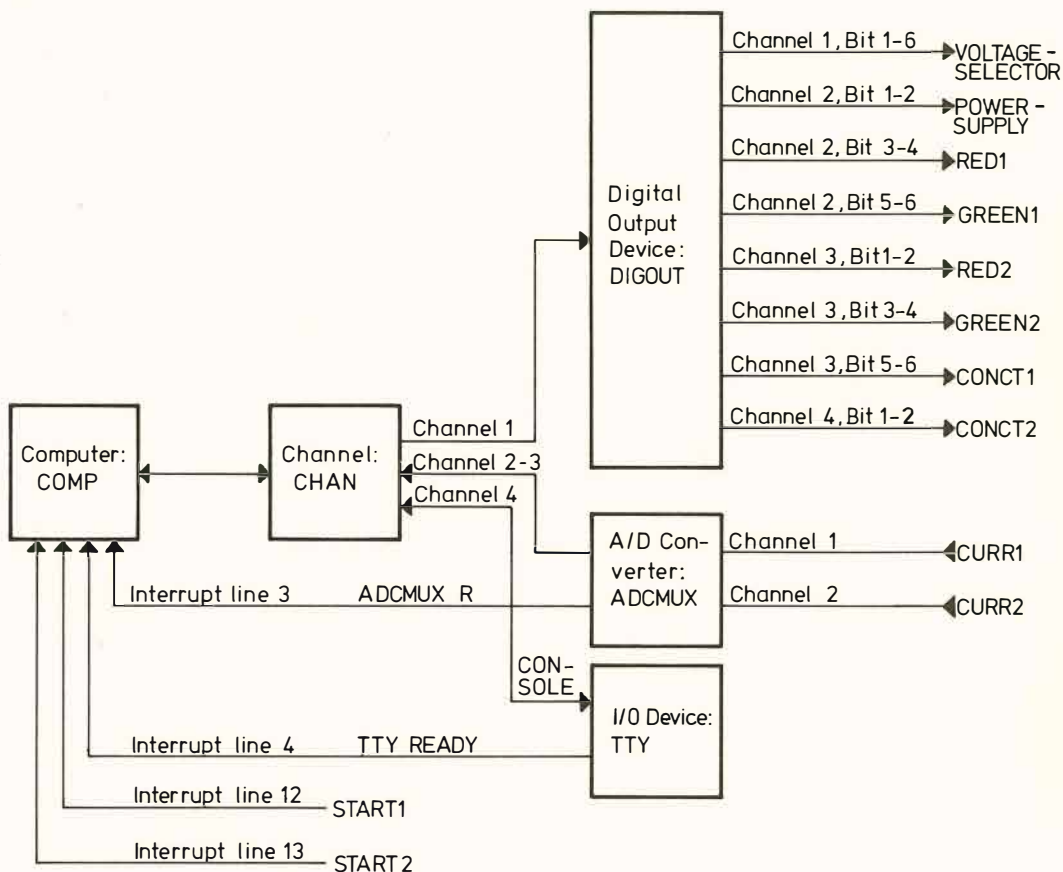 Channel 1, Bit 1-6
VOLTAGE-
SELECTOR
Channel 2, Bit 1-2
POWER-
SUPPLY
Channel 2, Bit 3-4
RED1
Channel 2, Bit 5-6
GREEN1
Channel 3, Bit 1-2
RED2
Channel 3, Bit 3-4
GREEN2
Channel 3, Bit 5-6
CONCT1
Channel 4, Bit 1-2
CONCT2
Digital
Output
Device:
DIGOUT
Computer:
COMP
Channel:
CHAN
Channel 1
Channel 2-3
Channel 4
A/D Con-
verter:
ADCMUX
Channel 1
CURR1
Channel 2
CURR2
Interrupt line 3
ADCMUX R
CON-
SOLE
I/O Device:
TTY
Interrupt line 4
TTY READY
Interrupt line 12
START1
Interrupt line 13
START2